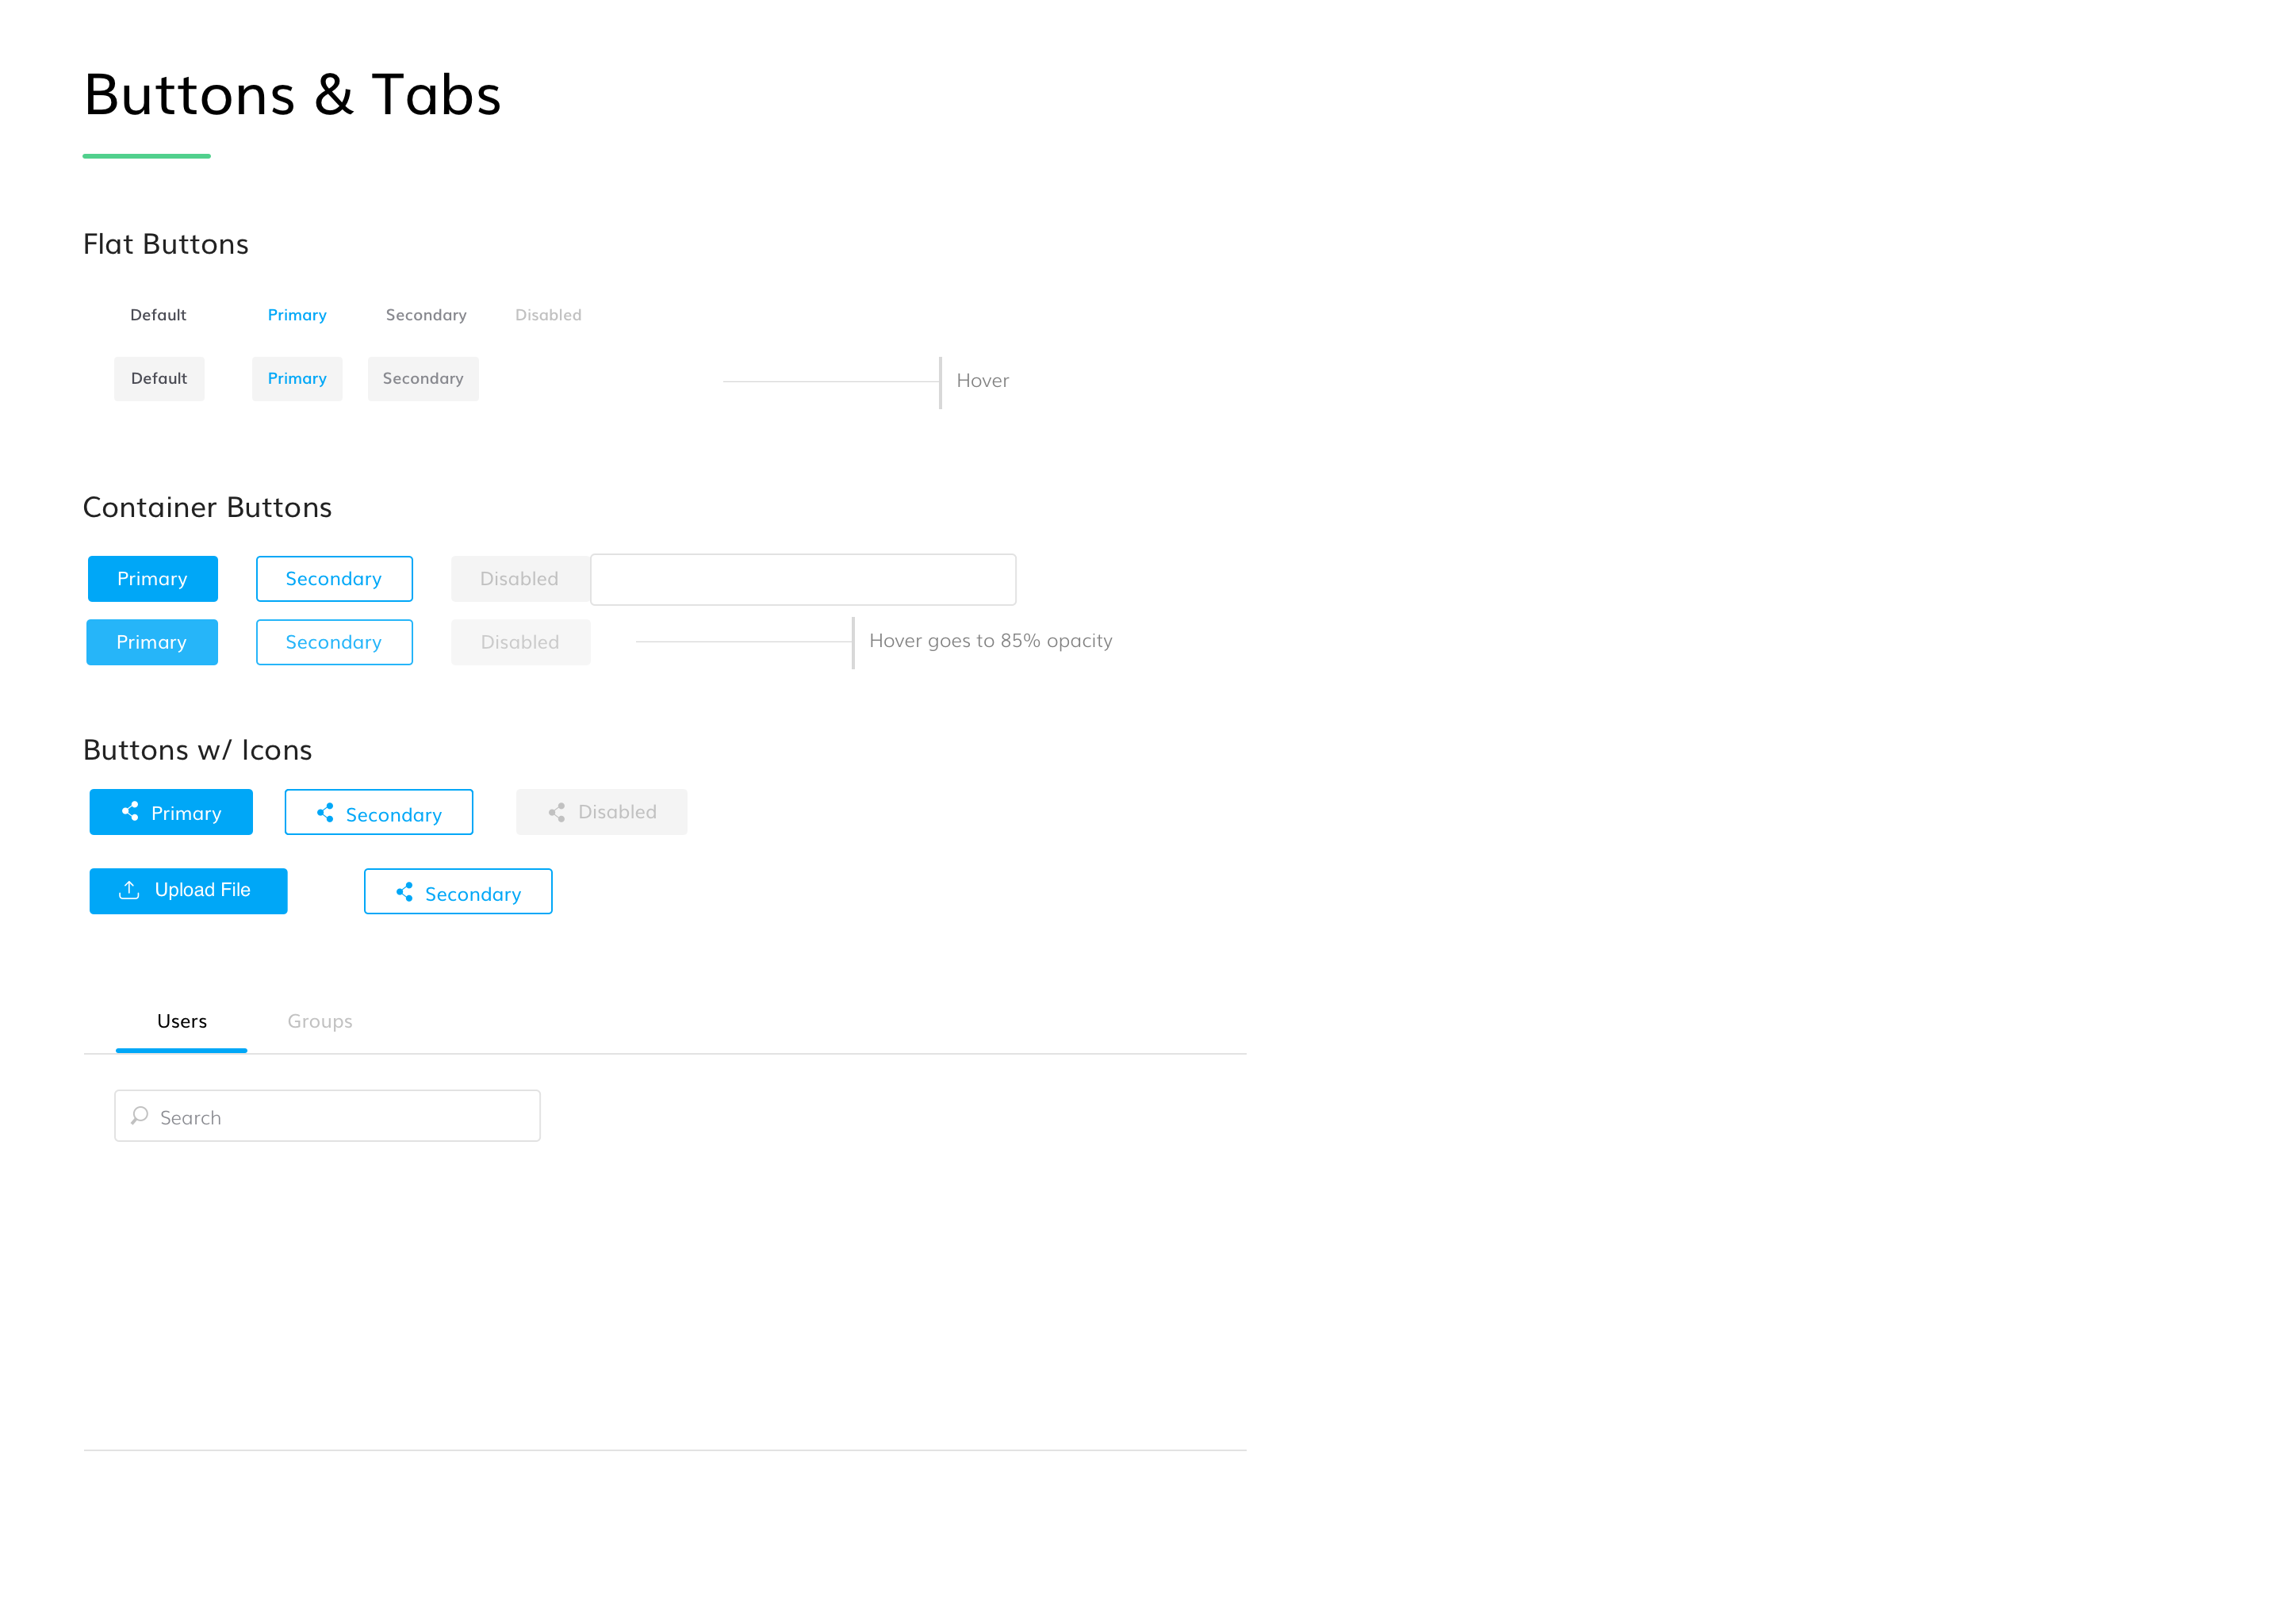 Buttons & Tabs
Flat Buttons
Default Primary Secondary Disabled
Default Primary Secondary Hover
Container Buttons
Primary Secondary Disabled
Primary Secondary Disabled Hover goes to 85% opacity
Buttons w/ Icons
Primary Secondary Disabled
Upload File Secondary
Users Groups
Search